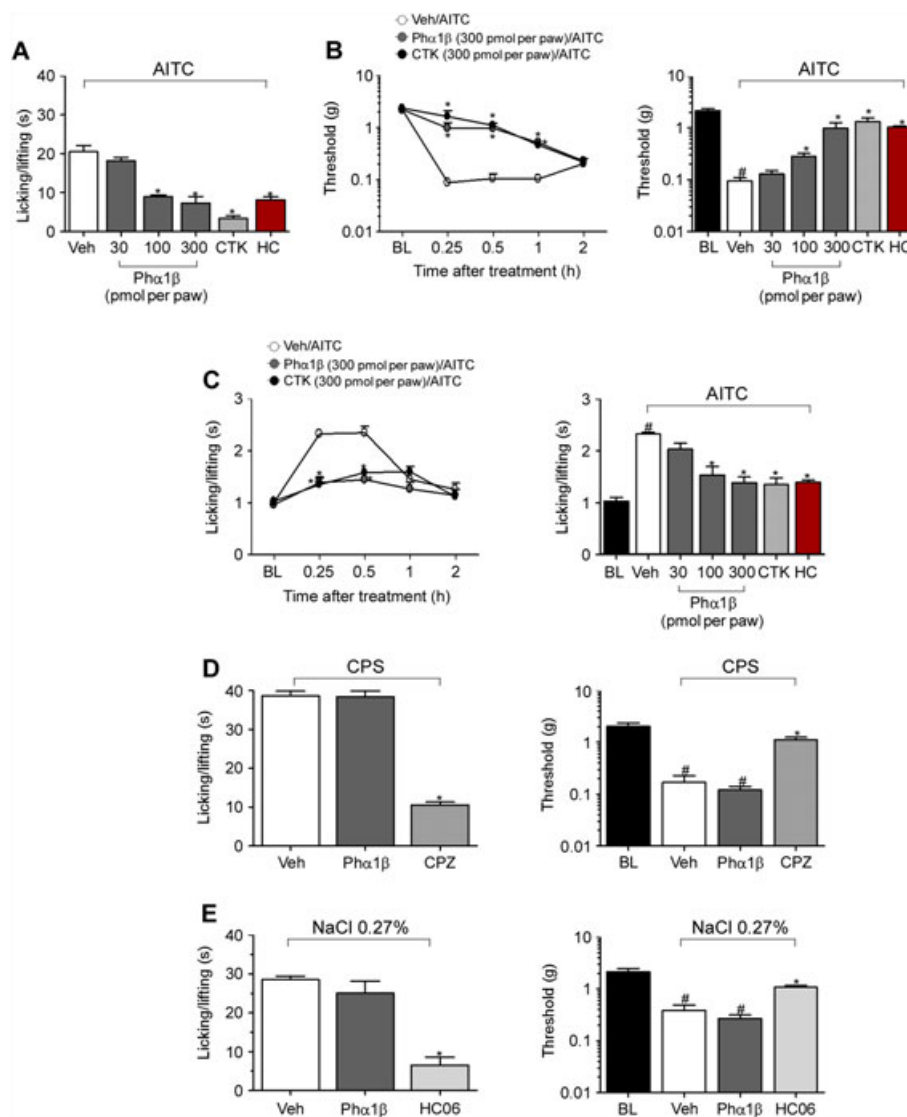 A
AITC
Licking/lifting (s)
40
30
20
10
0
*
*
*
*
Veh 30 100 300 CTK HC
Phα1β
(pmol per paw)
B
Veh/AITC
Phα1β (300 pmol per paw)/AITC
CTK (300 pmol per paw)/AITC
Threshold (g)
10
1
0.1
0.01
*
*
*
*
*
*
BL 0.25 0.5 1 2
Time after treatment (h)
AITC
Threshold (g)
10
1
0.1
0.01
#
*
*
*
*
BL Veh 30 100 300 CTK HC
Phα1β
(pmol per paw)
C
Veh/AITC
Phα1β (300 pmol per paw)/AITC
CTK (300 pmol per paw)/AITC
Licking/lifting (s)
3
2
1
0
*
*
*
BL 0.25 0.5 1 2
Time after treatment (h)
AITC
Licking/lifting (s)
3
2
1
0
#
*
*
*
*
BL Veh 30 100 300 CTK HC
Phα1β
(pmol per paw)
D
CPS
Licking/lifting (s)
40
30
20
10
0
*
Veh Phα1β CPZ
CPS
Threshold (g)
10
1
0.1
0.01
#
#
*
BL Veh Phα1β CPZ
E
NaCl 0.27%
Licking/lifting (s)
40
30
20
10
0
*
Veh Phα1β HC06
NaCl 0.27%
Threshold (g)
10
1
0.1
0.01
#
#
*
BL Veh Phα1β HC06